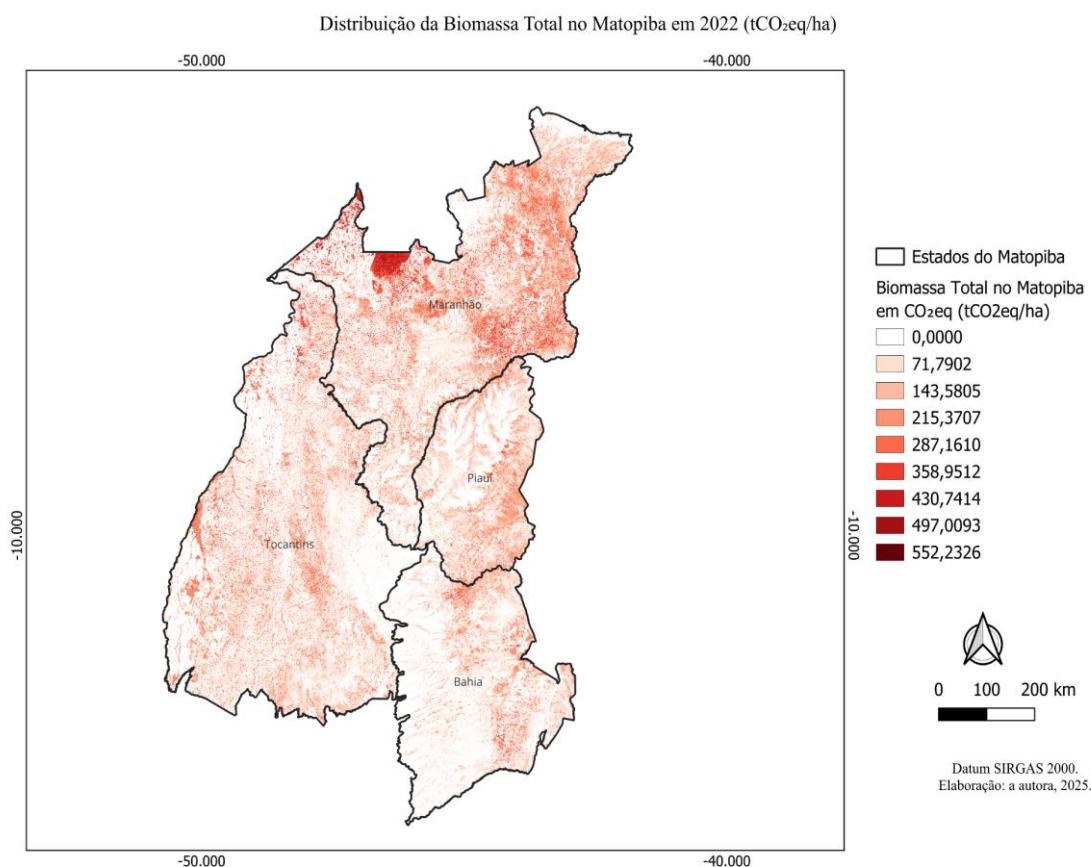 Distribuição da Biomassa Total no Matopiba em 2022 (tCO₂eq/ha)
-50.000
-40.000
Maranhão
Piauí
-10.000
Tocantins
-10.000
Bahia
-50.000
-40.000
Estados do Matopiba
Biomassa Total no Matopiba
em CO₂eq (tCO2eq/ha)
0,0000
71,7902
143,5805
215,3707
287,1610
358,9512
430,7414
497,0093
552,2326
0 100 200 km
Datum SIRGAS 2000.
Elaboração: a autora, 2025.